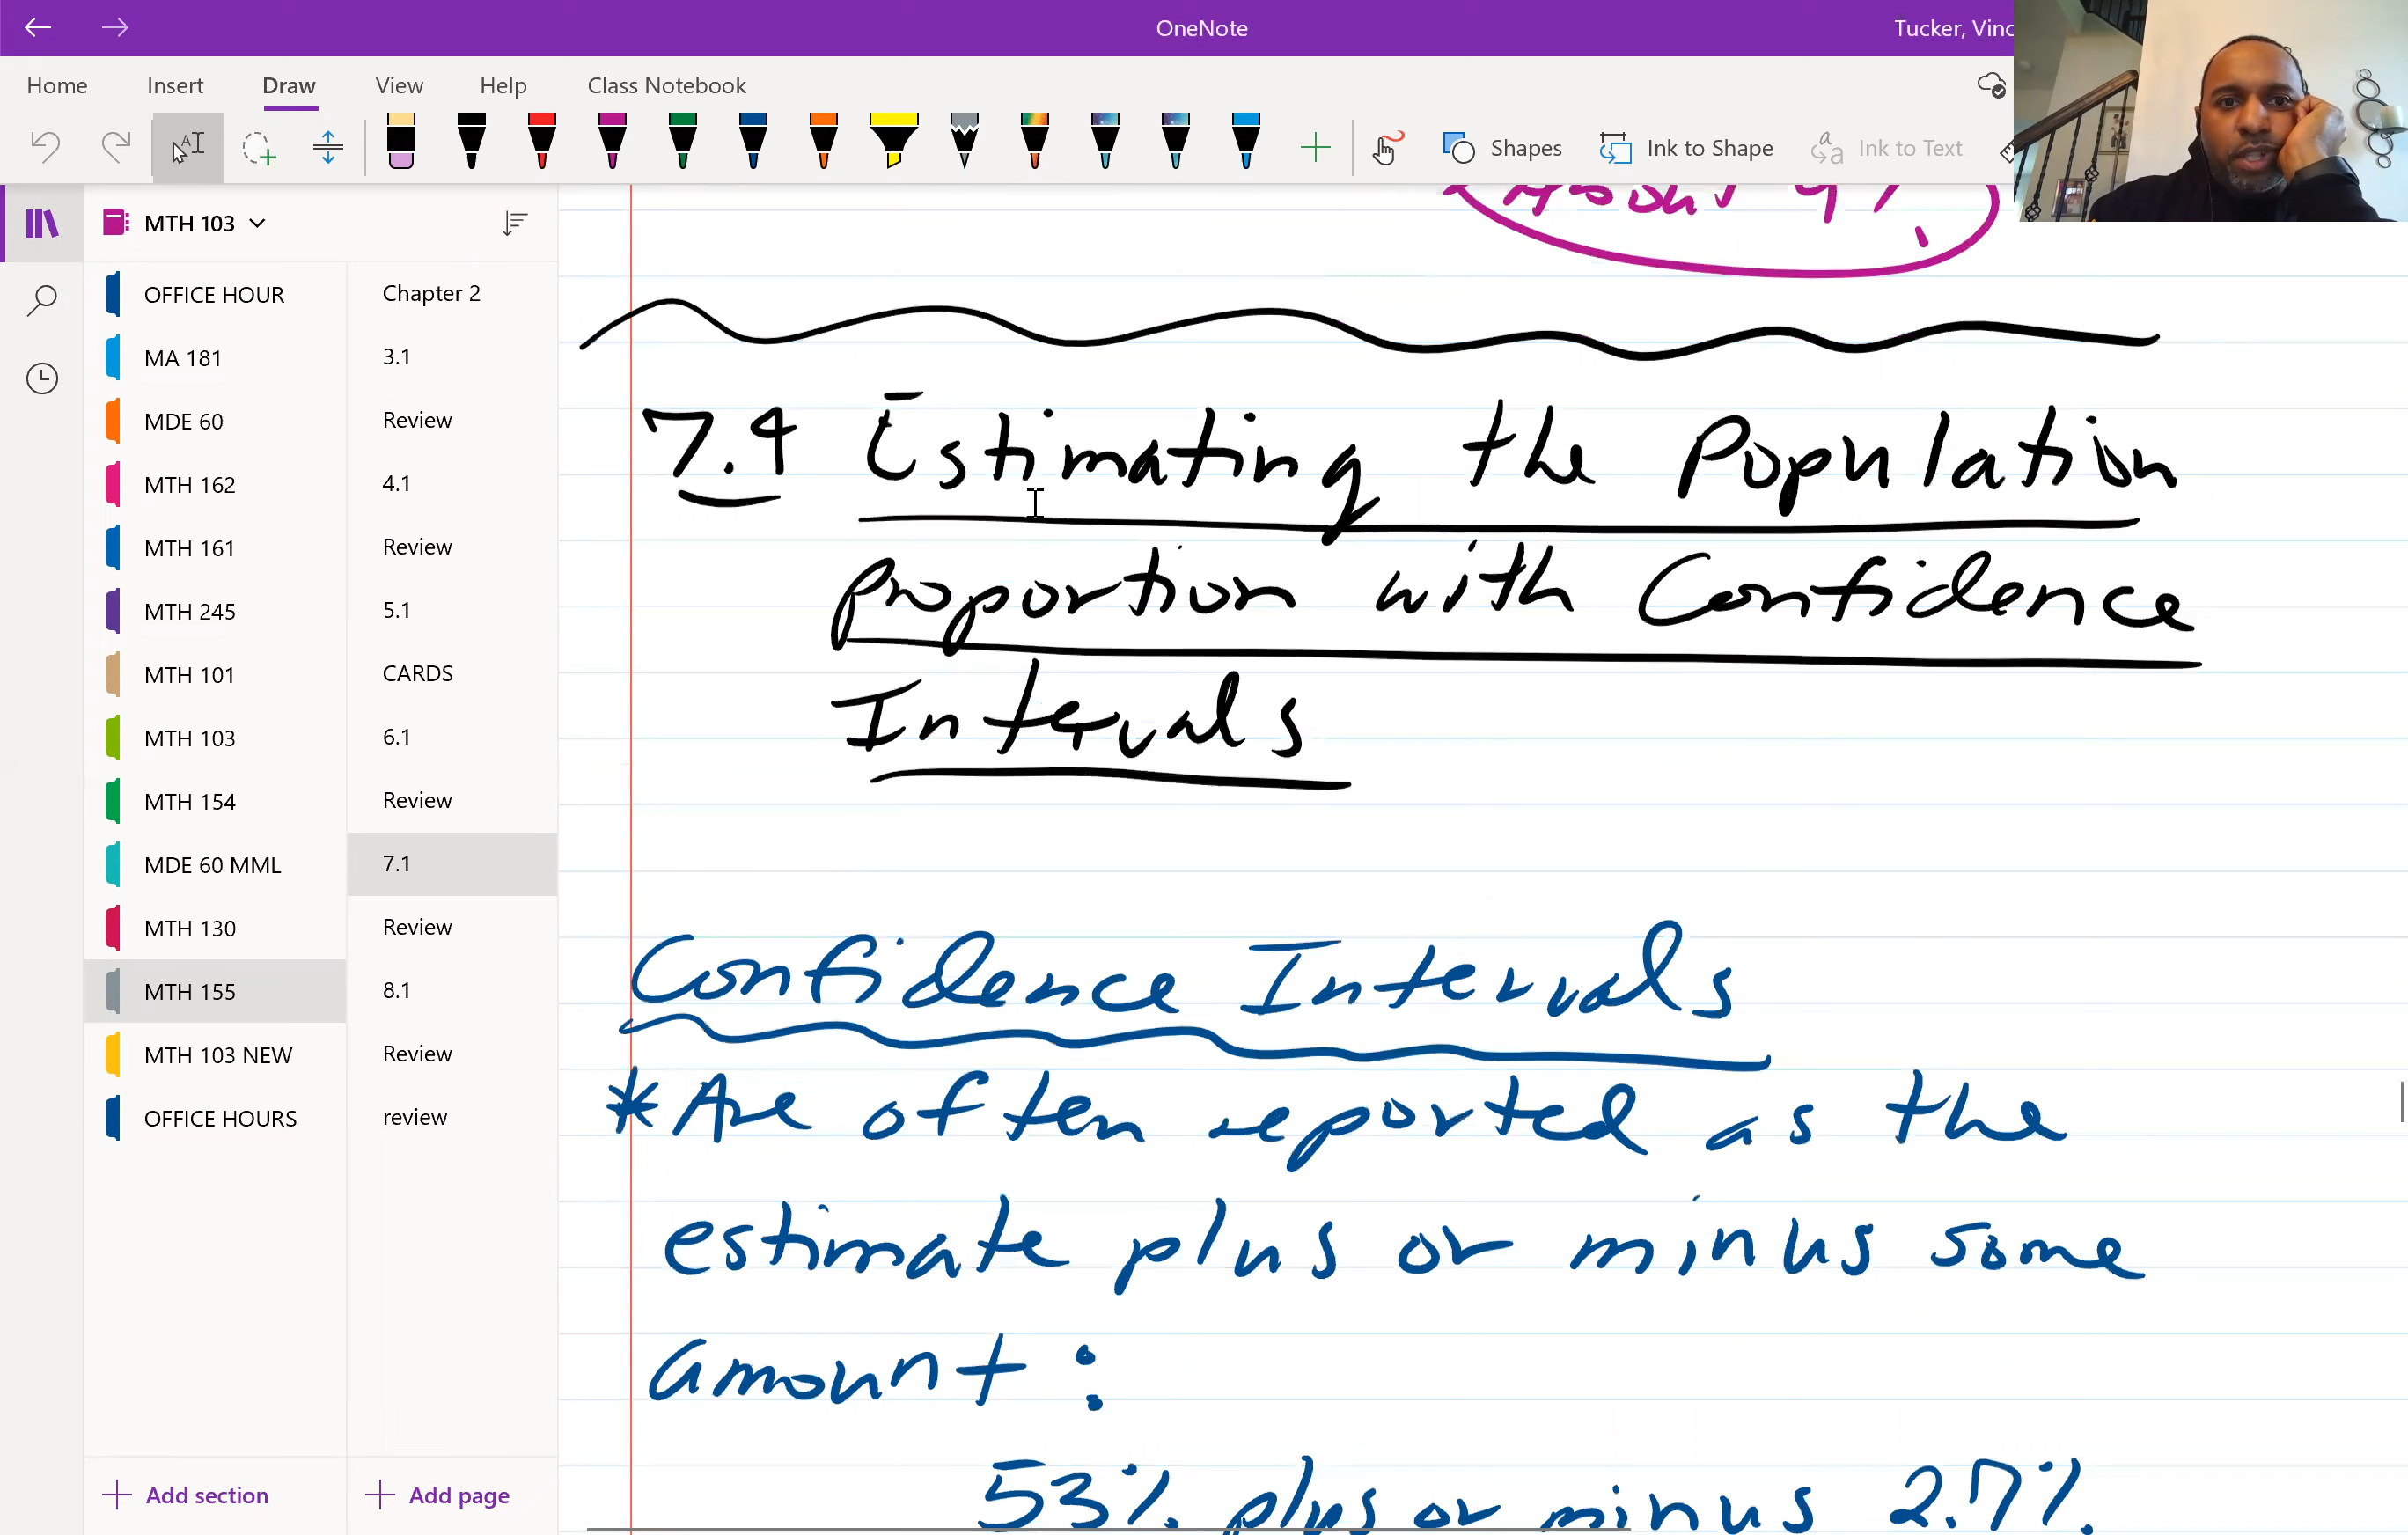 OneNote
Tucker, Vinc
Home Insert Draw View Help Class Notebook
Shapes Ink to Shape Ink to Text
MTH 103
OFFICE HOUR
MA 181
MDE 60
MTH 162
MTH 161
MTH 245
MTH 101
MTH 103
MTH 154
MDE 60 MML
MTH 130
MTH 155
MTH 103 NEW
OFFICE HOURS
Add section
Chapter 2
3.1
Review
4.1
Review
5.1
CARDS
6.1
Review
7.1
Review
8.1
Review
review
Add page
About 4%
7.4 Estimating the Population
Proportion with Confidence
Intervals
Confidence Intervals
*Are often reported as the
estimate plus or minus some
amount:
53% plus or minus 2.7%.